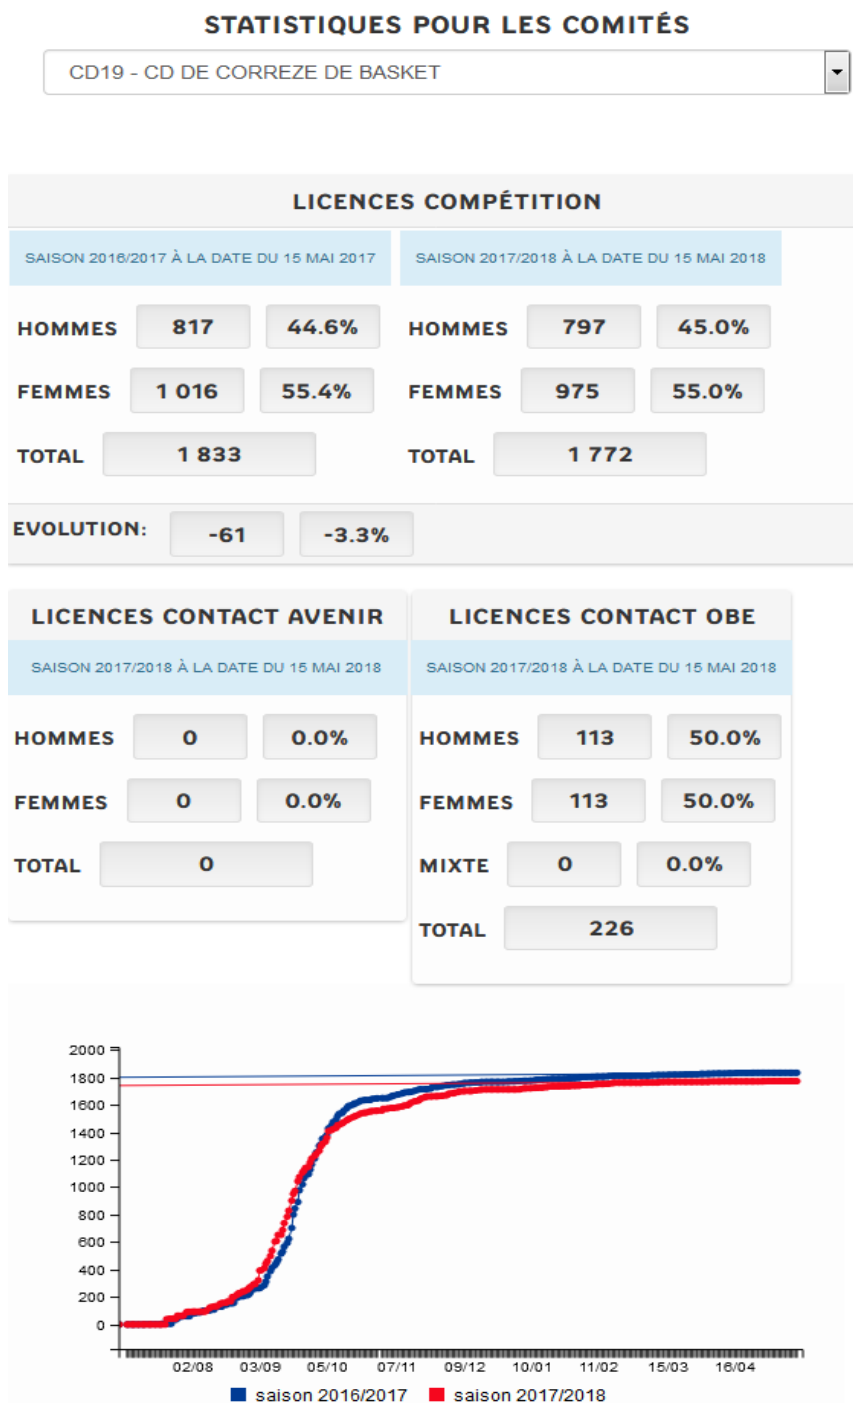 STATISTIQUES POUR LES COMITÉS
CD19 - CD DE CORREZE DE BASKET
LICENCES COMPÉTITION
SAISON 2016/2017 À LA DATE DU 15 MAI 2017 SAISON 2017/2018 À LA DATE DU 15 MAI 2018
HOMMES 817 44.6% HOMMES 797 45.0%
FEMMES 1 016 55.4% FEMMES 975 55.0%
TOTAL 1 833 TOTAL 1 772
EVOLUTION: -61 -3.3%
LICENCES CONTACT AVENIR LICENCES CONTACT OBE
SAISON 2017/2018 À LA DATE DU 15 MAI 2018 SAISON 2017/2018 À LA DATE DU 15 MAI 2018
HOMMES 0 0.0% HOMMES 113 50.0%
FEMMES 0 0.0% FEMMES 113 50.0%
TOTAL 0 MIXTE 0 0.0%
TOTAL 226
2000
1800
1600
1400
1200
1000
800
600
400
200
0
02/08 03/09 05/10 07/11 09/12 10/01 11/02 15/03 16/04
saison 2016/2017 saison 2017/2018